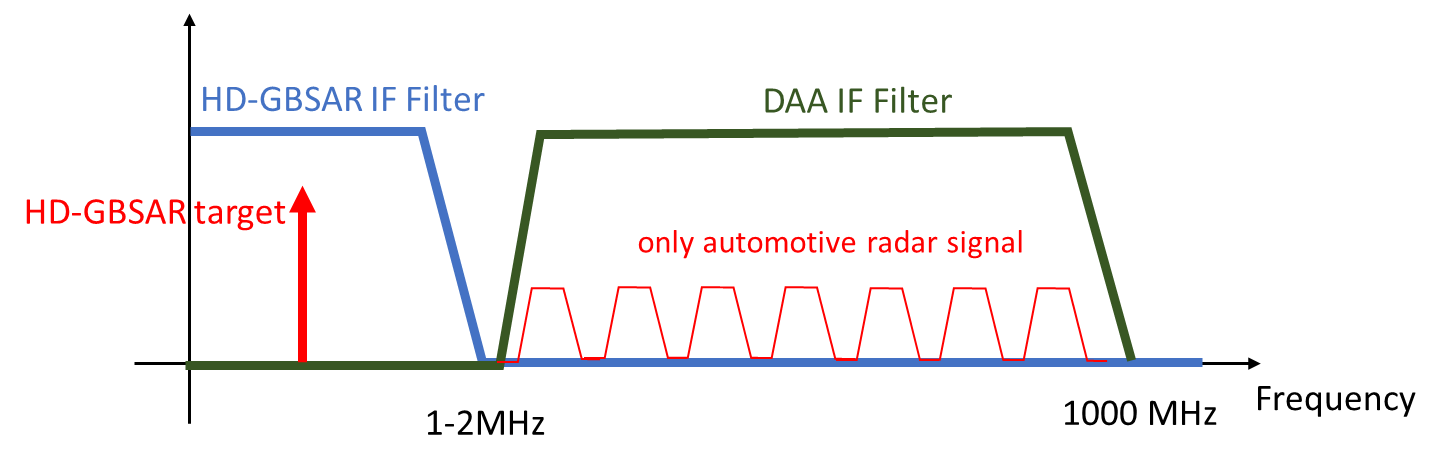 HD-GBSAR IF Filter
DAA IF Filter
HD-GBSAR target
only automotive radar signal
1-2MHz
1000 MHz
Frequency